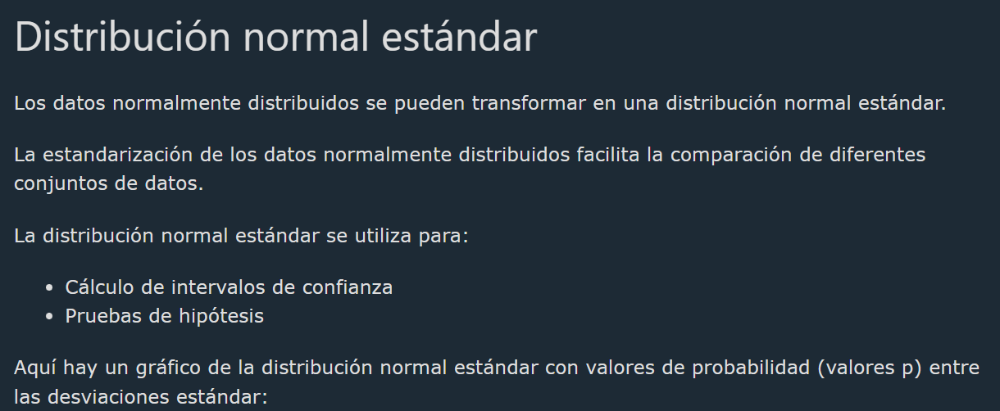 Distribución normal estándar
Los datos normalmente distribuidos se pueden transformar en una distribución normal estándar.
La estandarización de los datos normalmente distribuidos facilita la comparación de diferentes
conjuntos de datos.
La distribución normal estándar se utiliza para:
• Cálculo de intervalos de confianza
• Pruebas de hipótesis
Aquí hay un gráfico de la distribución normal estándar con valores de probabilidad (valores p) entre
las desviaciones estándar: